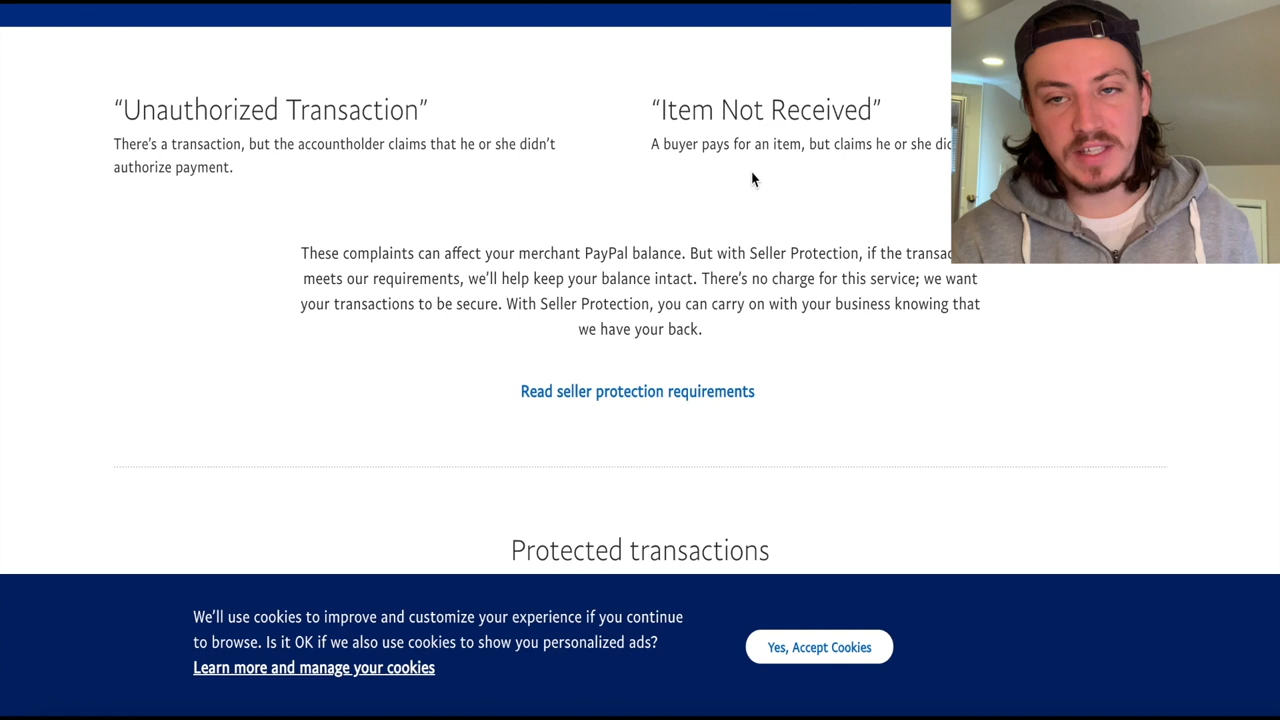 “Unauthorized Transaction”
There’s a transaction, but the accountholder claims that he or she didn’t
authorize payment.
“Item Not Received”
A buyer pays for an item, but claims he or she
These complaints can affect your merchant PayPal balance. But with Seller Protection, if the
meets our requirements, we’ll help keep your balance intact. There’s no charge for this service; we want
your transactions to be secure. With Seller Protection, you can carry on with your business knowing that
we have your back.
Read seller protection requirements
Protected transactions
We’ll use cookies to improve and customize your experience if you continue
to browse. Is it OK if we also use cookies to show you personalized ads?
Learn more and manage your cookies
Yes, Accept Cookies